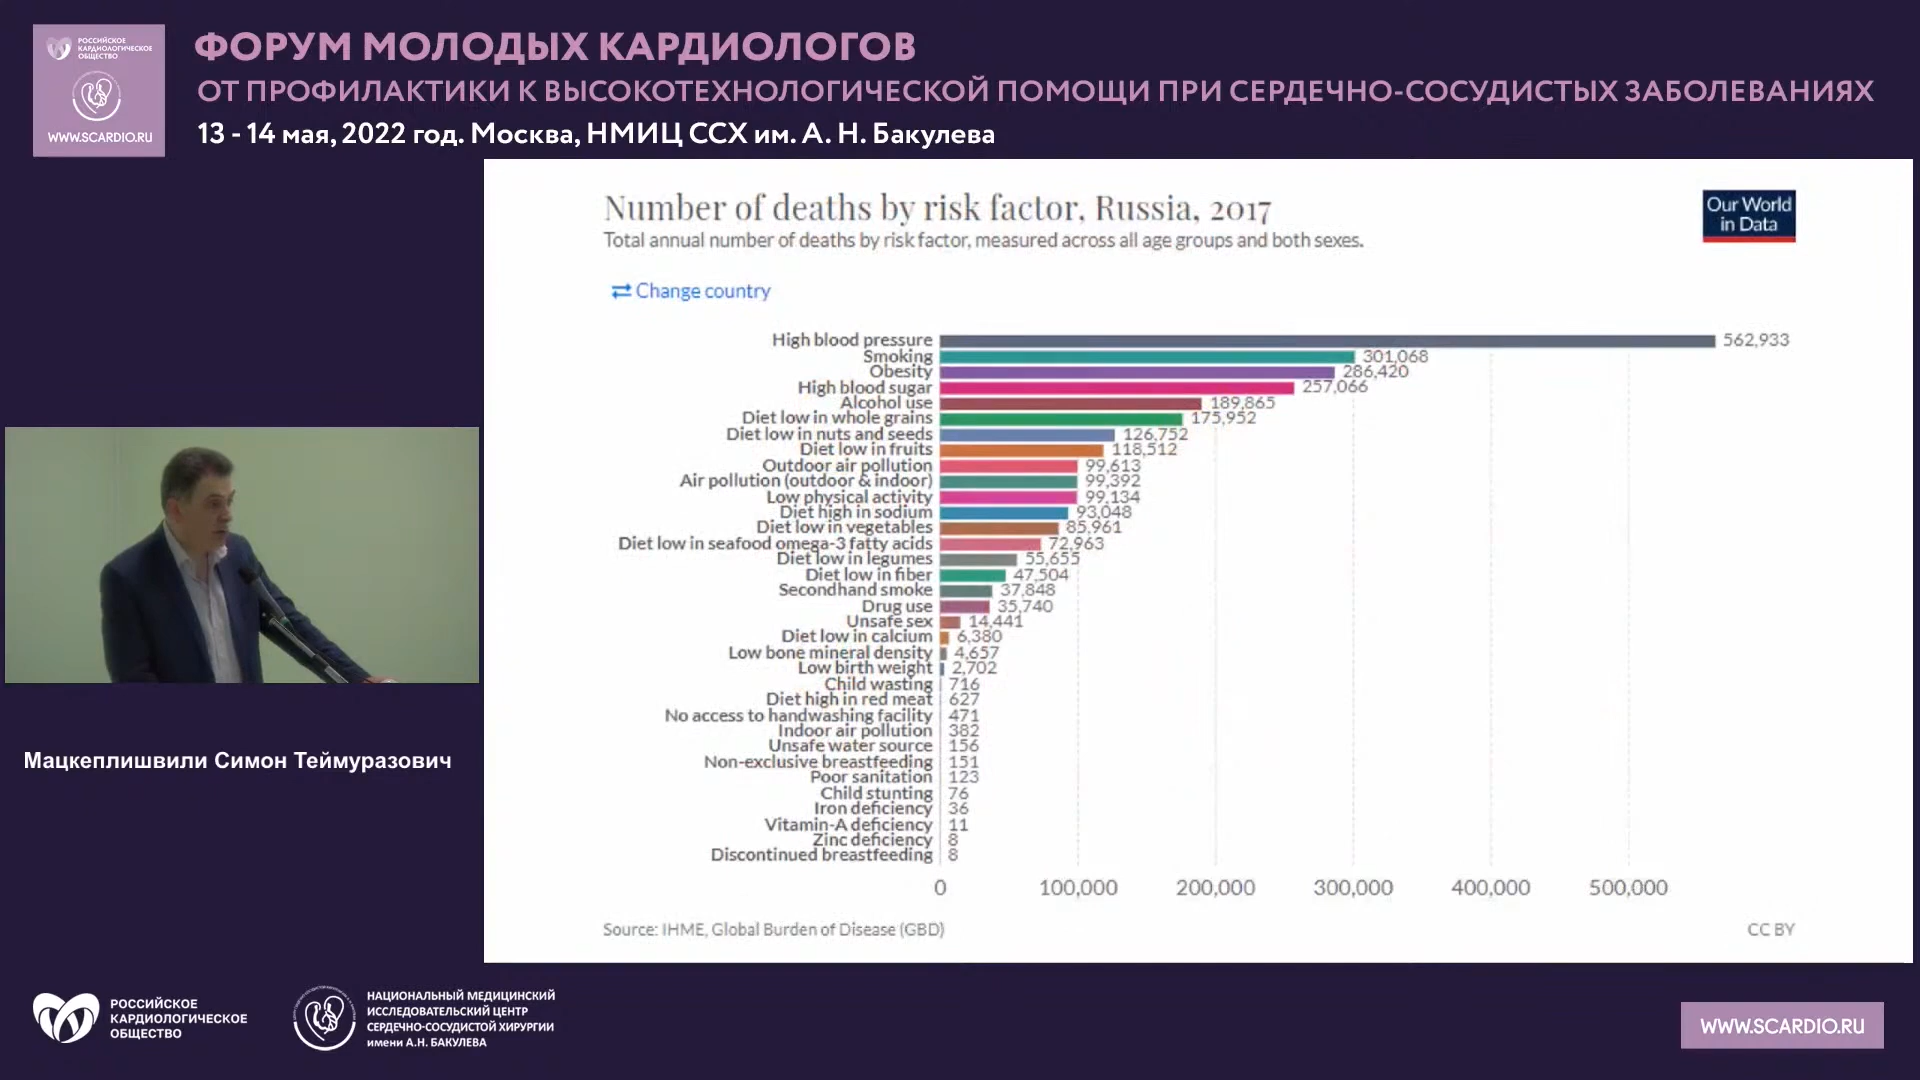 РОССИЙСКОЕ
КАРДИОЛОГИЧЕСКОЕ
ОБЩЕСТВО
WWW.SCARDIO.RU
ФОРУМ МОЛОДЫХ КАРДИОЛОГОВ
ОТ ПРОФИЛАКТИКИ К ВЫСОКОТЕХНОЛОГИЧЕСКОЙ ПОМОЩИ ПРИ СЕРДЕЧНО-СОСУДИСТЫХ ЗАБОЛЕВАНИЯХ
13 - 14 мая, 2022 год. Москва, НМИЦ ССХ им. А. Н. Бакулева
Number of deaths by risk factor, Russia, 2017
Total annual number of deaths by risk factor, measured across all age groups and both sexes.
Our World
in Data
⇄ Change country
High blood pressure 562,933
Smoking 301,068
Obesity 286,420
High blood sugar 257,066
Alcohol use 189,865
Diet low in whole grains 175,952
Diet low in nuts and seeds 126,752
Diet low in fruits 118,512
Outdoor air pollution 99,613
Air pollution (outdoor & indoor) 99,392
Low physical activity 99,134
Diet high in sodium 93,048
Diet low in vegetables 85,961
Diet low in seafood omega-3 fatty acids 72,963
Diet low in legumes 55,655
Diet low in fiber 47,504
Secondhand smoke 37,848
Drug use 35,740
Unsafe sex 14,441
Diet low in calcium 6,380
Low bone mineral density 4,657
Low birth weight 2,702
Child wasting 716
Diet high in red meat 627
No access to handwashing facility 471
Indoor air pollution 382
Unsafe water source 156
Non-exclusive breastfeeding 151
Poor sanitation 123
Child stunting 76
Iron deficiency 36
Vitamin-A deficiency 11
Zinc deficiency 8
Discontinued breastfeeding 8
0 100,000 200,000 300,000 400,000 500,000
Source: IHME, Global Burden of Disease (GBD)
CC BY
Мацкеплишвили Симон Теймуразович
РОССИЙСКОЕ
КАРДИОЛОГИЧЕСКОЕ
ОБЩЕСТВО
НАЦИОНАЛЬНЫЙ МЕДИЦИНСКИЙ
ИССЛЕДОВАТЕЛЬСКИЙ ЦЕНТР
СЕРДЕЧНО-СОСУДИСТОЙ ХИРУРГИИ
имени А.Н. БАКУЛЕВА
WWW.SCARDIO.RU